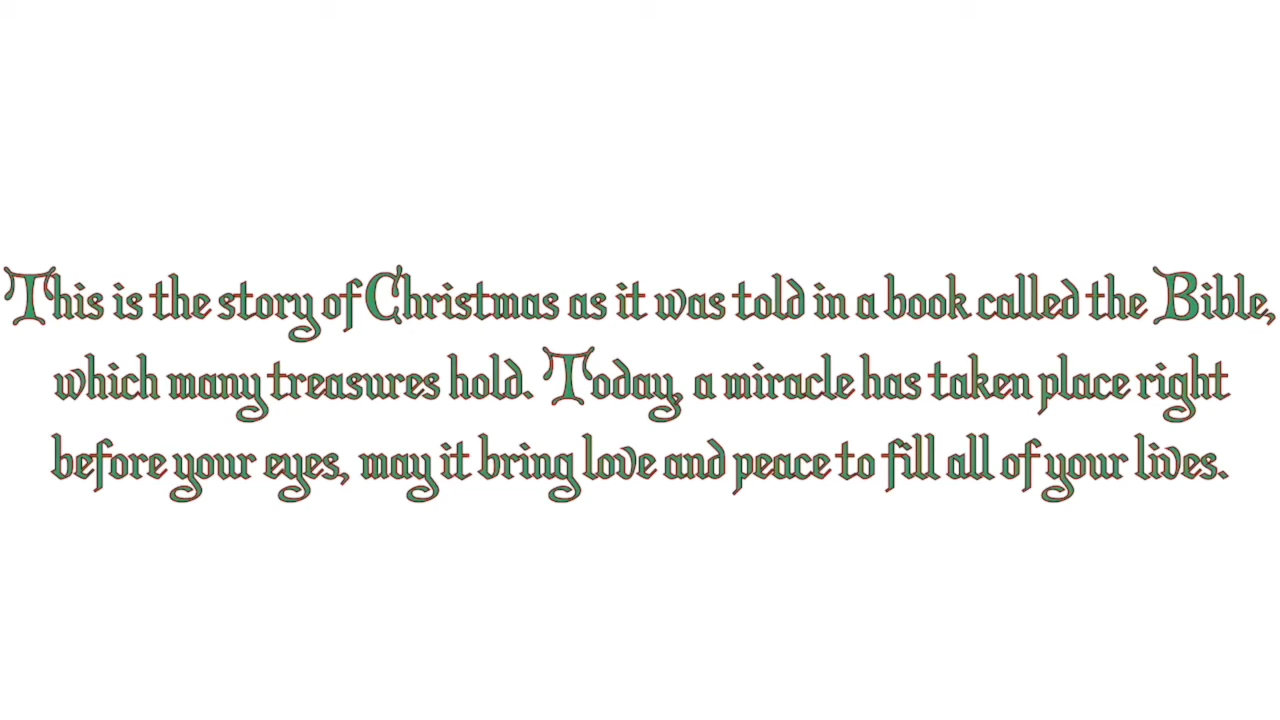 This is the story of Christmas as it was told in a book called the Bible,
which many treasures hold. Today, a miracle has taken place right
before your eyes, may it bring love and peace to fill all of your lives.